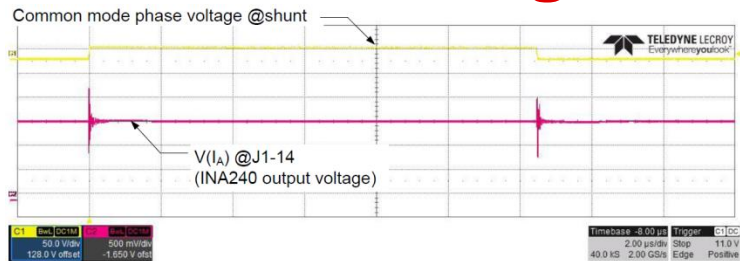 Common mode phase voltage @shunt
TELEDYNE LECROY
Everywhereyoulook"
V(IA) @J1-14
(INA240 output voltage)
C1 BwL DC1M
50.0 V/div
128.0 V offset
C2 BwL DC1M
500 mV/div
-1.650 V ofst
Timebase -8.00 µs
2.00 µs/div
40.0 kS 2.00 GS/s
Trigger C1 DC
Stop 11.0 V
Edge Positive